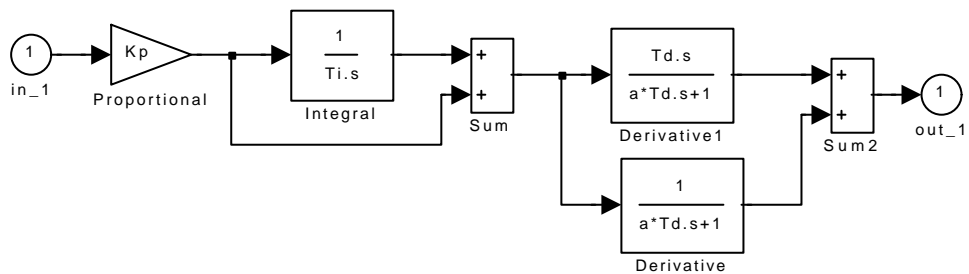 1
in_1
Kp
Proportional
1
Ti.s
Integral
+
+
Sum
Td.s
a*Td.s+1
Derivative1
1
a*Td.s+1
Derivative
+
+
Sum2
1
out_1